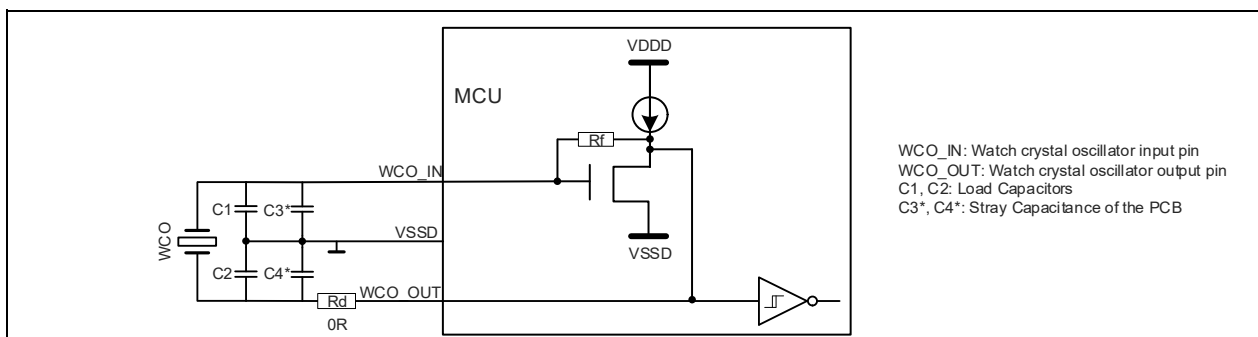 VDDD
MCU
Rf
WCO_IN
WCO_IN: Watch crystal oscillator input pin
WCO_OUT: Watch crystal oscillator output pin
C1, C2: Load Capacitors
C3*, C4*: Stray Capacitance of the PCB
C1
C3*
WCO
VSSD
VSSD
C2
C4*
Rd
WCO_OUT
0R